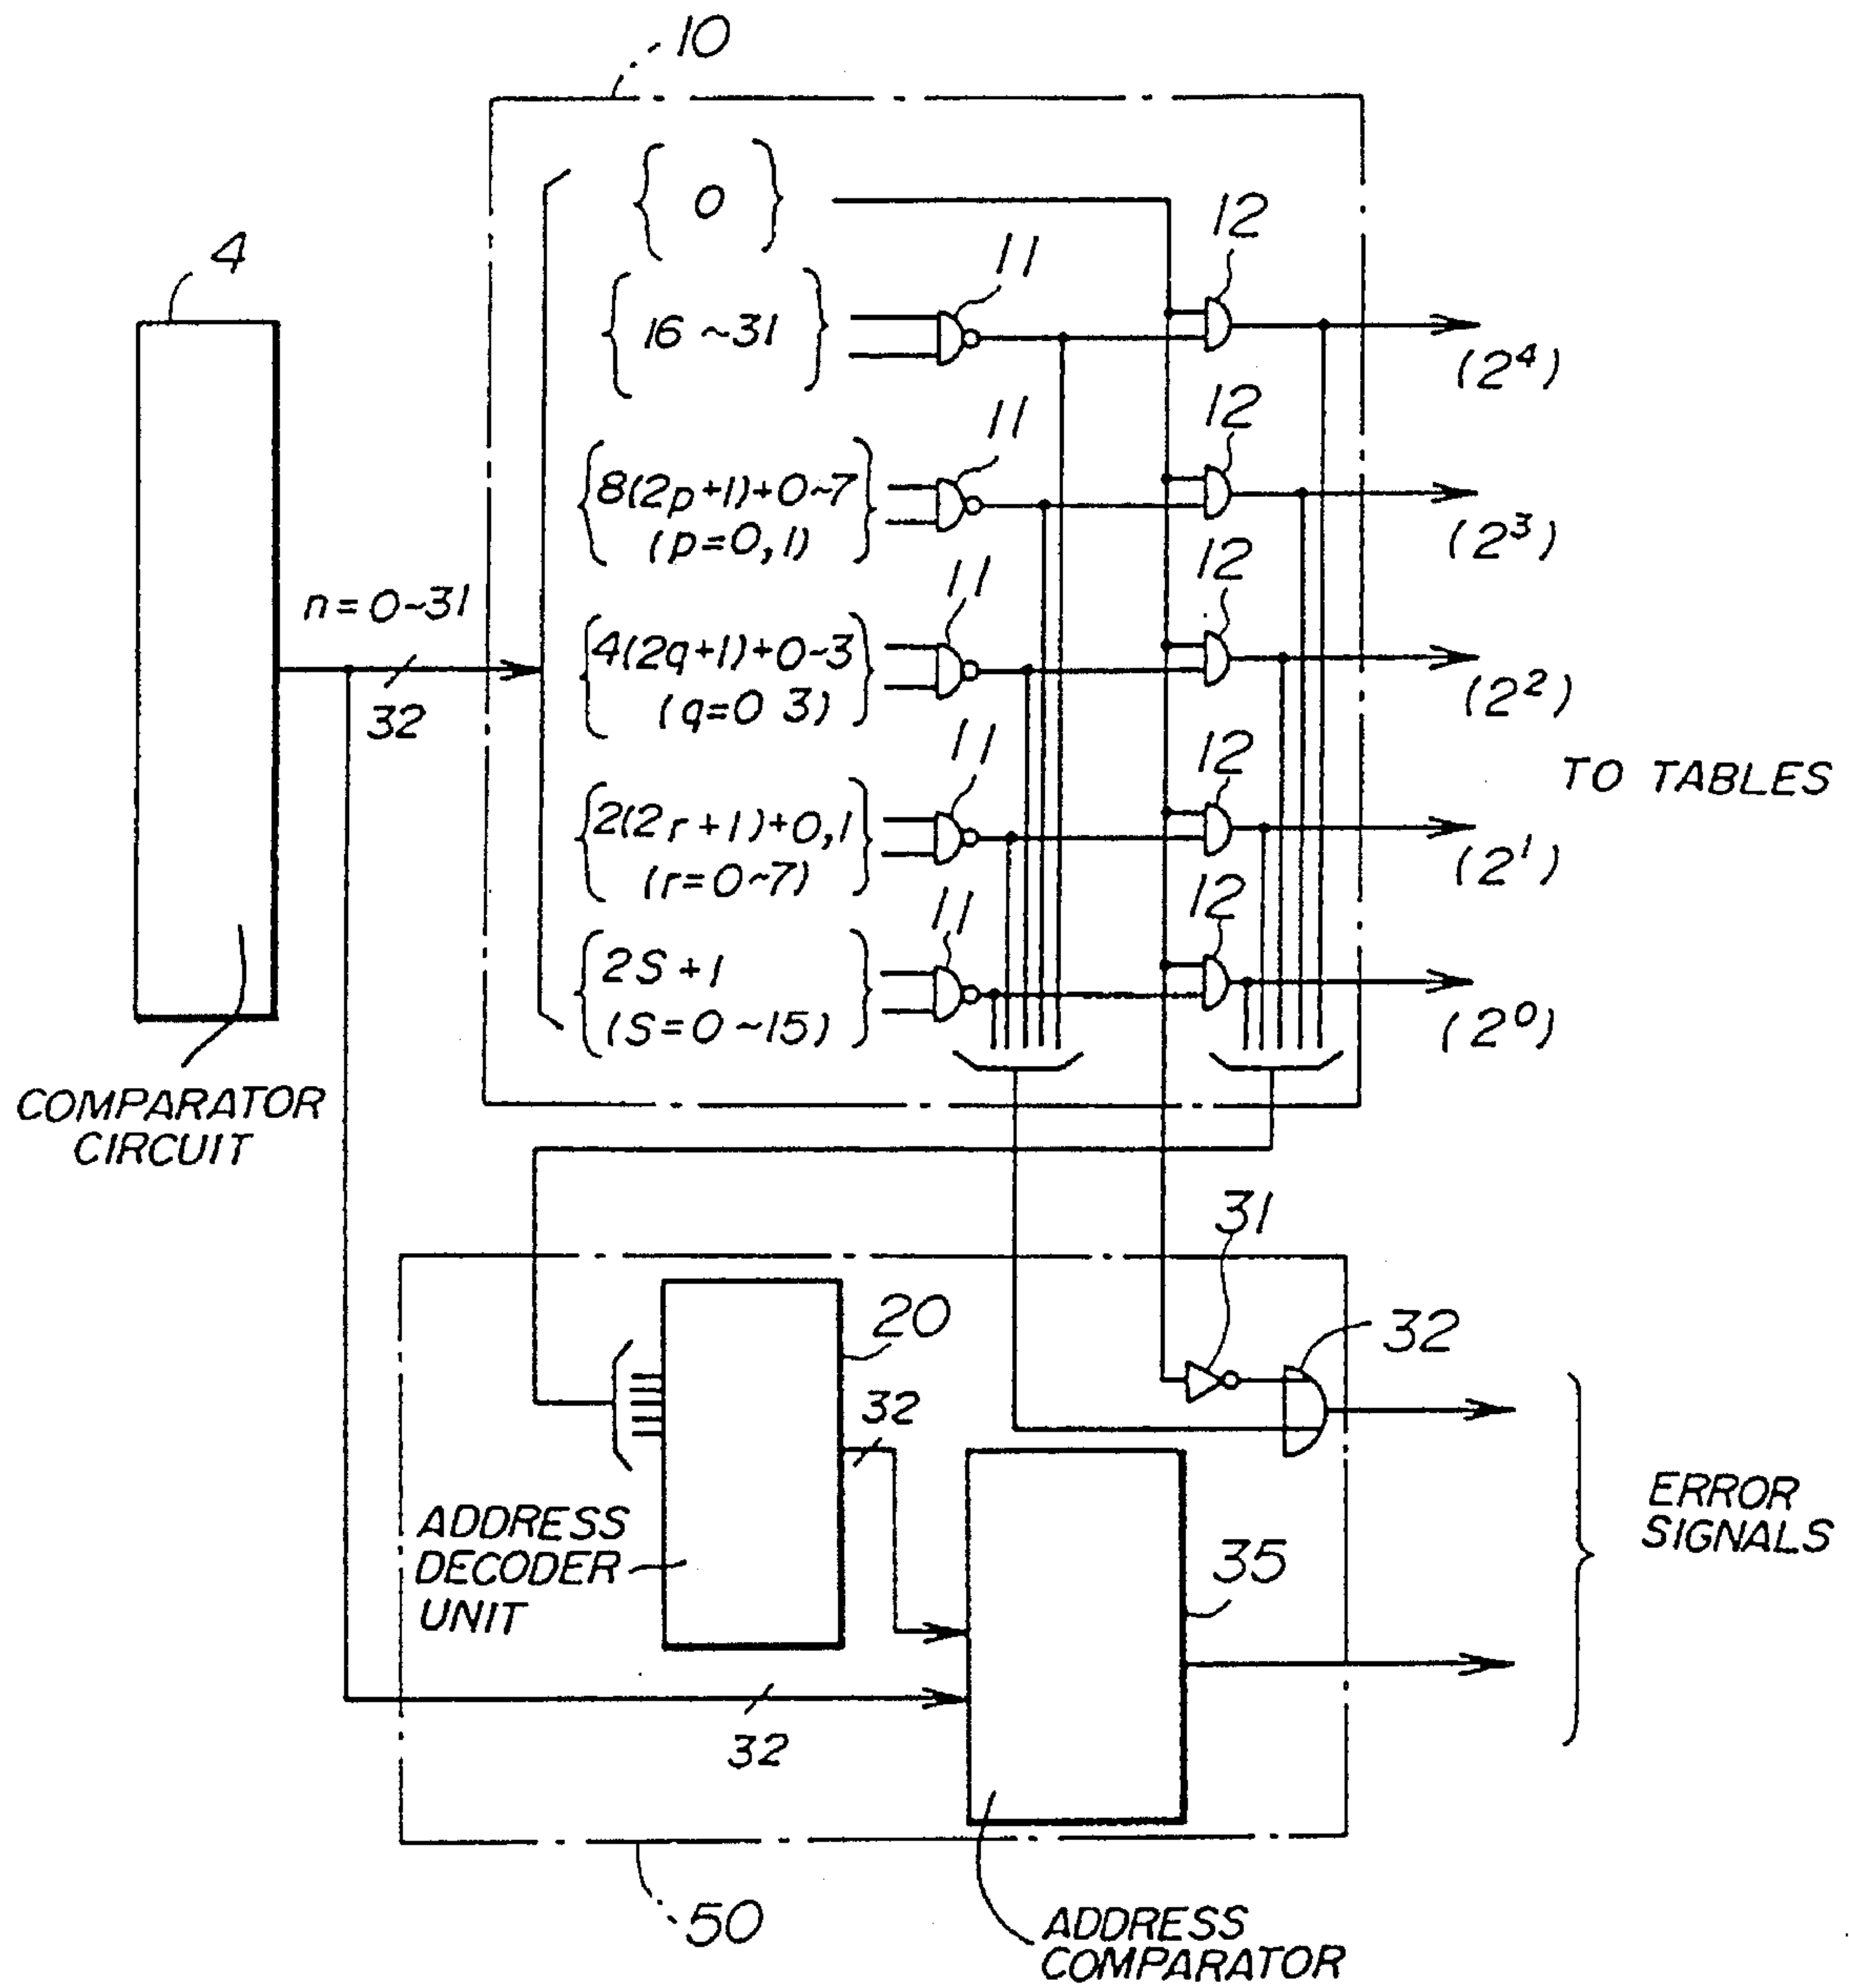 10
{ 0 }
12
4
11
{ 16 ~31 }
(2⁴)
12
11
{ 8(2p+1)+0~7
(p=0,1) }
(2³)
12
11
n=0~31
{ 4(2q+1)+0~3
(q=0 3) }
(2²)
32
12
11
TO TABLES
{ 2(2r+1)+0,1
(r=0~7) }
(2¹)
12
11
{ 2S+1
(S=0~15) }
(2⁰)
COMPARATOR
CIRCUIT
31
20
32
32
ERROR
SIGNALS
ADDRESS
DECODER
UNIT
35
32
50
ADDRESS
COMPARATOR